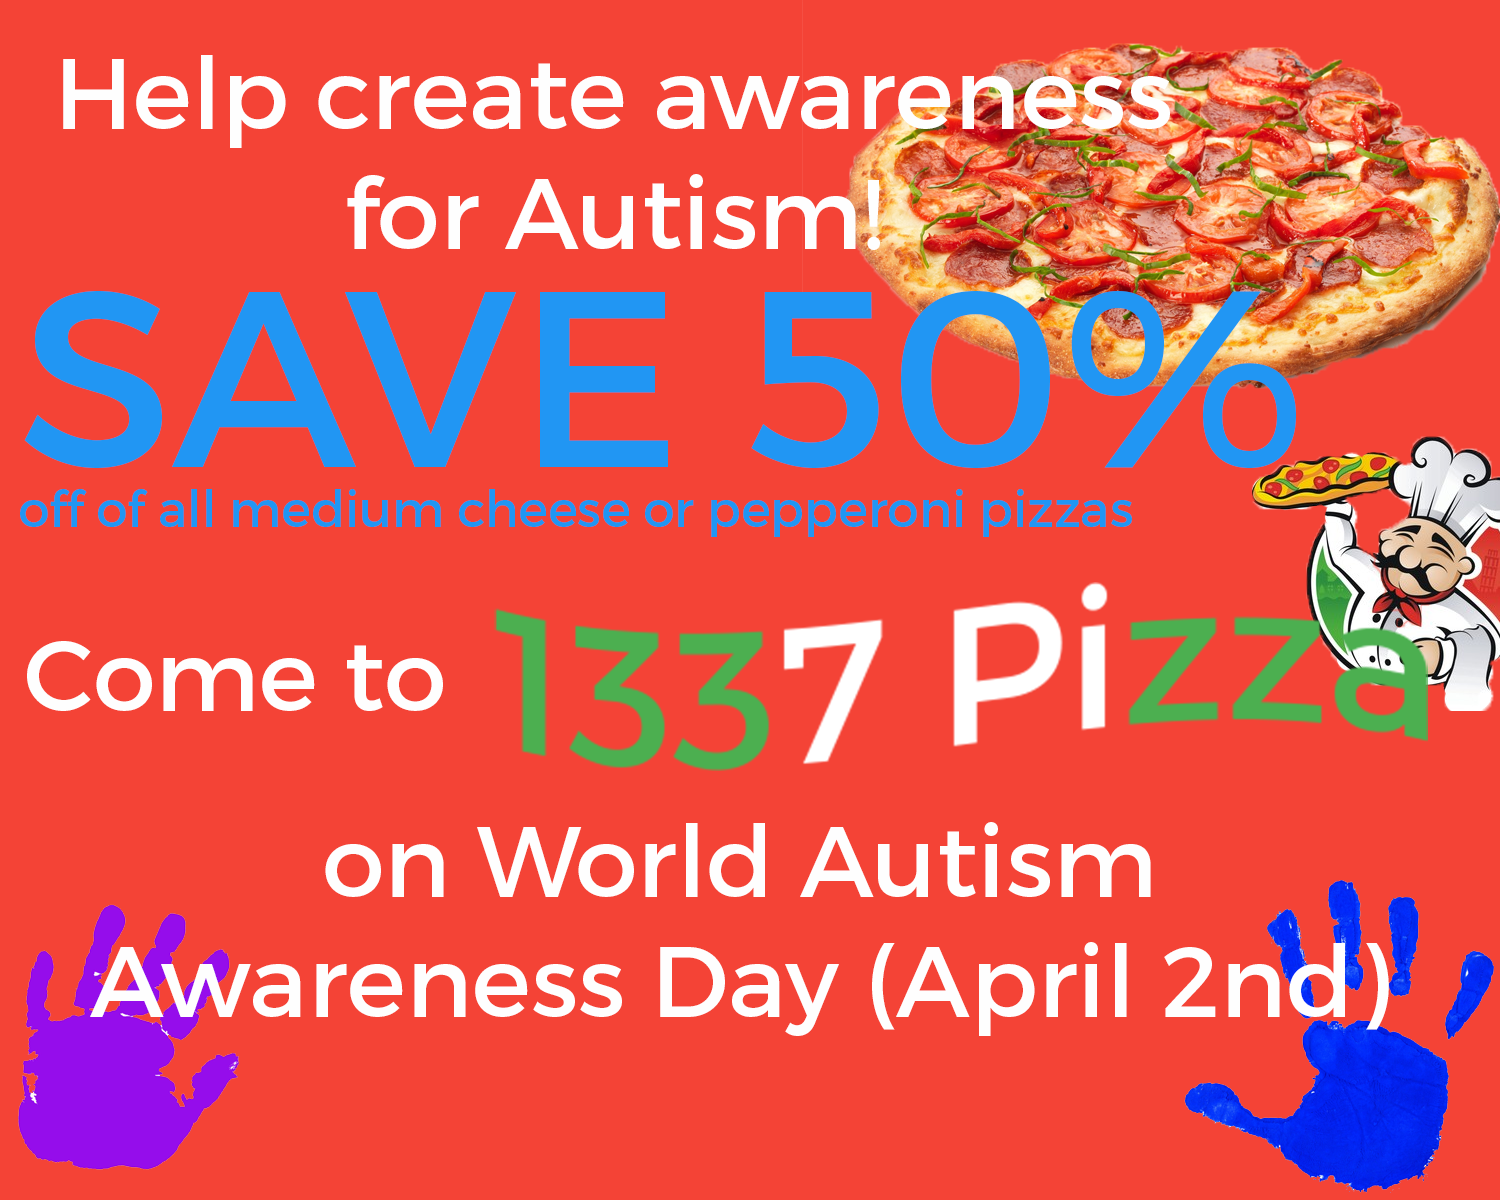 Help create awareness
for Autism!
SAVE 50%
off of all medium cheese or pepperoni pizzas
Come to 1337 Pizza
on World Autism
Awareness Day (April 2nd)